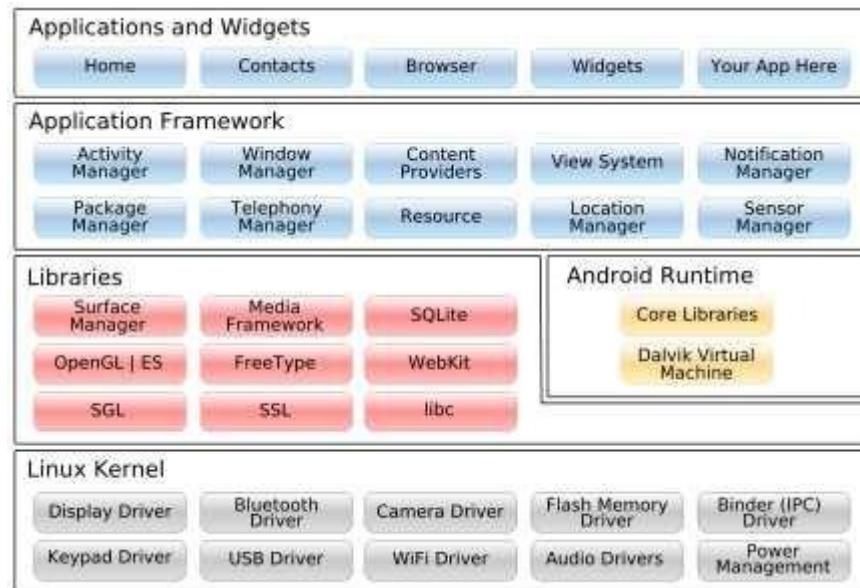 Applications and Widgets
Home Contacts Browser Widgets Your App Here
Application Framework
Activity Manager Window Manager Content Providers View System Notification Manager
Package Manager Telephony Manager Resource Location Manager Sensor Manager
Libraries
Surface Manager Media Framework SQLite
OpenGL | ES FreeType WebKit
SGL SSL libc
Android Runtime
Core Libraries
Dalvik Virtual Machine
Linux Kernel
Display Driver Bluetooth Driver Camera Driver Flash Memory Driver Binder (IPC) Driver
Keypad Driver USB Driver WiFi Driver Audio Drivers Power Management